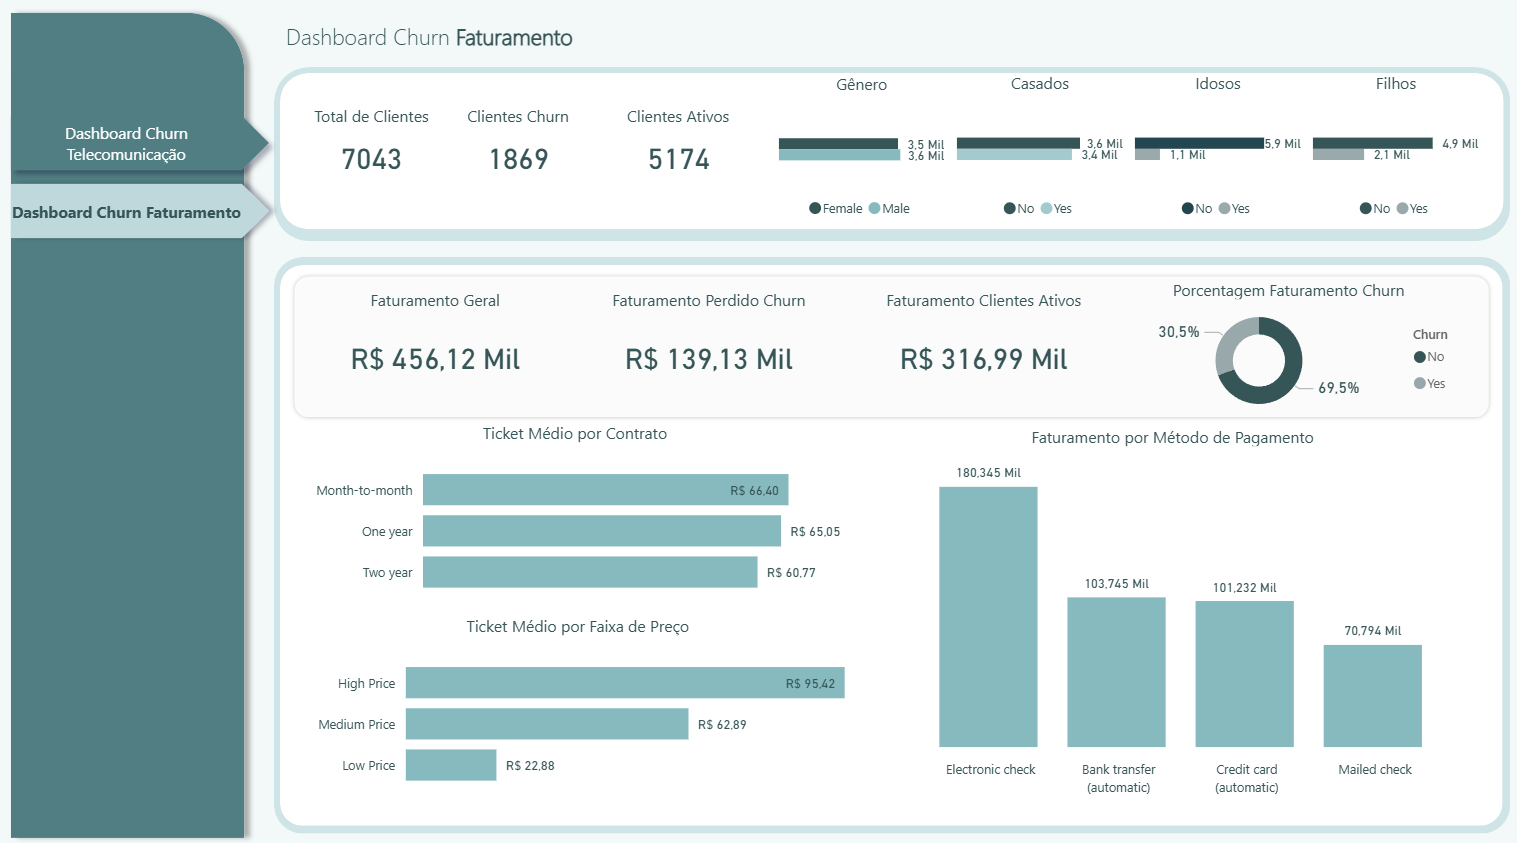 Dashboard Churn
Telecomunicação
Dashboard Churn Faturamento
Dashboard Churn Faturamento
Total de Clientes
7043
Clientes Churn
1869
Clientes Ativos
5174
Gênero
3,5 Mil
3,6 Mil
Female Male
Casados
3,6 Mil
3,4 Mil
No Yes
Idosos
5,9 Mil
1,1 Mil
No Yes
Filhos
4,9 Mil
2,1 Mil
No Yes
Faturamento Geral
R$ 456,12 Mil
Faturamento Perdido Churn
R$ 139,13 Mil
Faturamento Clientes Ativos
R$ 316,99 Mil
Porcentagem Faturamento Churn
30,5%
69,5%
Churn
No
Yes
Ticket Médio por Contrato
Month-to-month R$ 66,40
One year R$ 65,05
Two year R$ 60,77
Ticket Médio por Faixa de Preço
High Price R$ 95,42
Medium Price R$ 62,89
Low Price R$ 22,88
Faturamento por Método de Pagamento
180,345 Mil
103,745 Mil
101,232 Mil
70,794 Mil
Electronic check
Bank transfer
(automatic)
Credit card
(automatic)
Mailed check